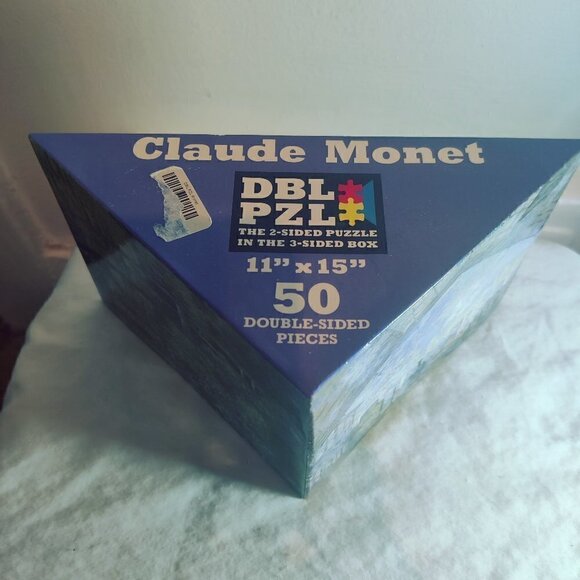 Claude Monet
DBL
PZL
THE 2-SIDED PUZZLE
IN THE 3-SIDED BOX
11” x 15”
50
DOUBLE-SIDED
PIECES